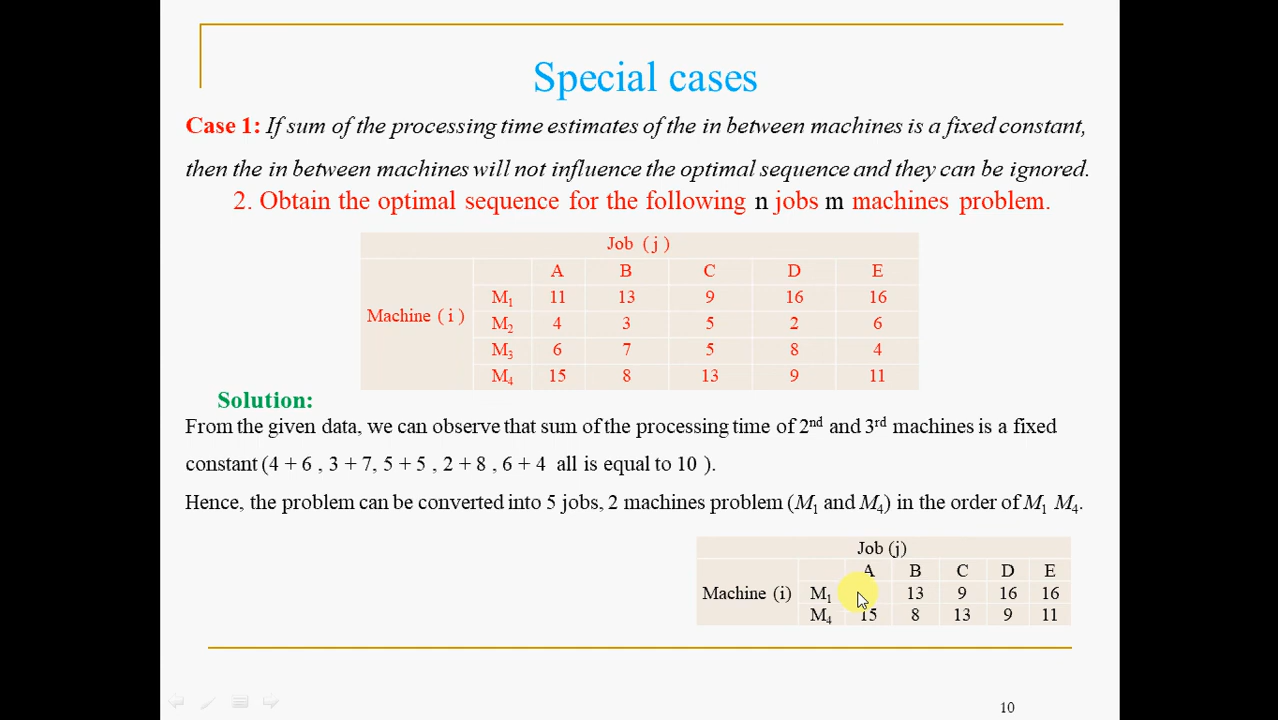 Special cases
Case 1: If sum of the processing time estimates of the in between machines is a fixed constant,
then the in between machines will not influence the optimal sequence and they can be ignored.
2. Obtain the optimal sequence for the following n jobs m machines problem.
Job ( j )
A B C D E
M1 11 13 9 16 16
Machine ( i )
M2 4 3 5 2 6
M3 6 7 5 8 4
M4 15 8 13 9 11
Solution:
From the given data, we can observe that sum of the processing time of 2nd and 3rd machines is a fixed
constant (4 + 6 , 3 + 7, 5 + 5 , 2 + 8 , 6 + 4 all is equal to 10 ).
Hence, the problem can be converted into 5 jobs, 2 machines problem (M1 and M4) in the order of M1 M4.
Job (j)
A B C D E
Machine (i) M1 13 9 16 16
M4 15 8 13 9 11
10